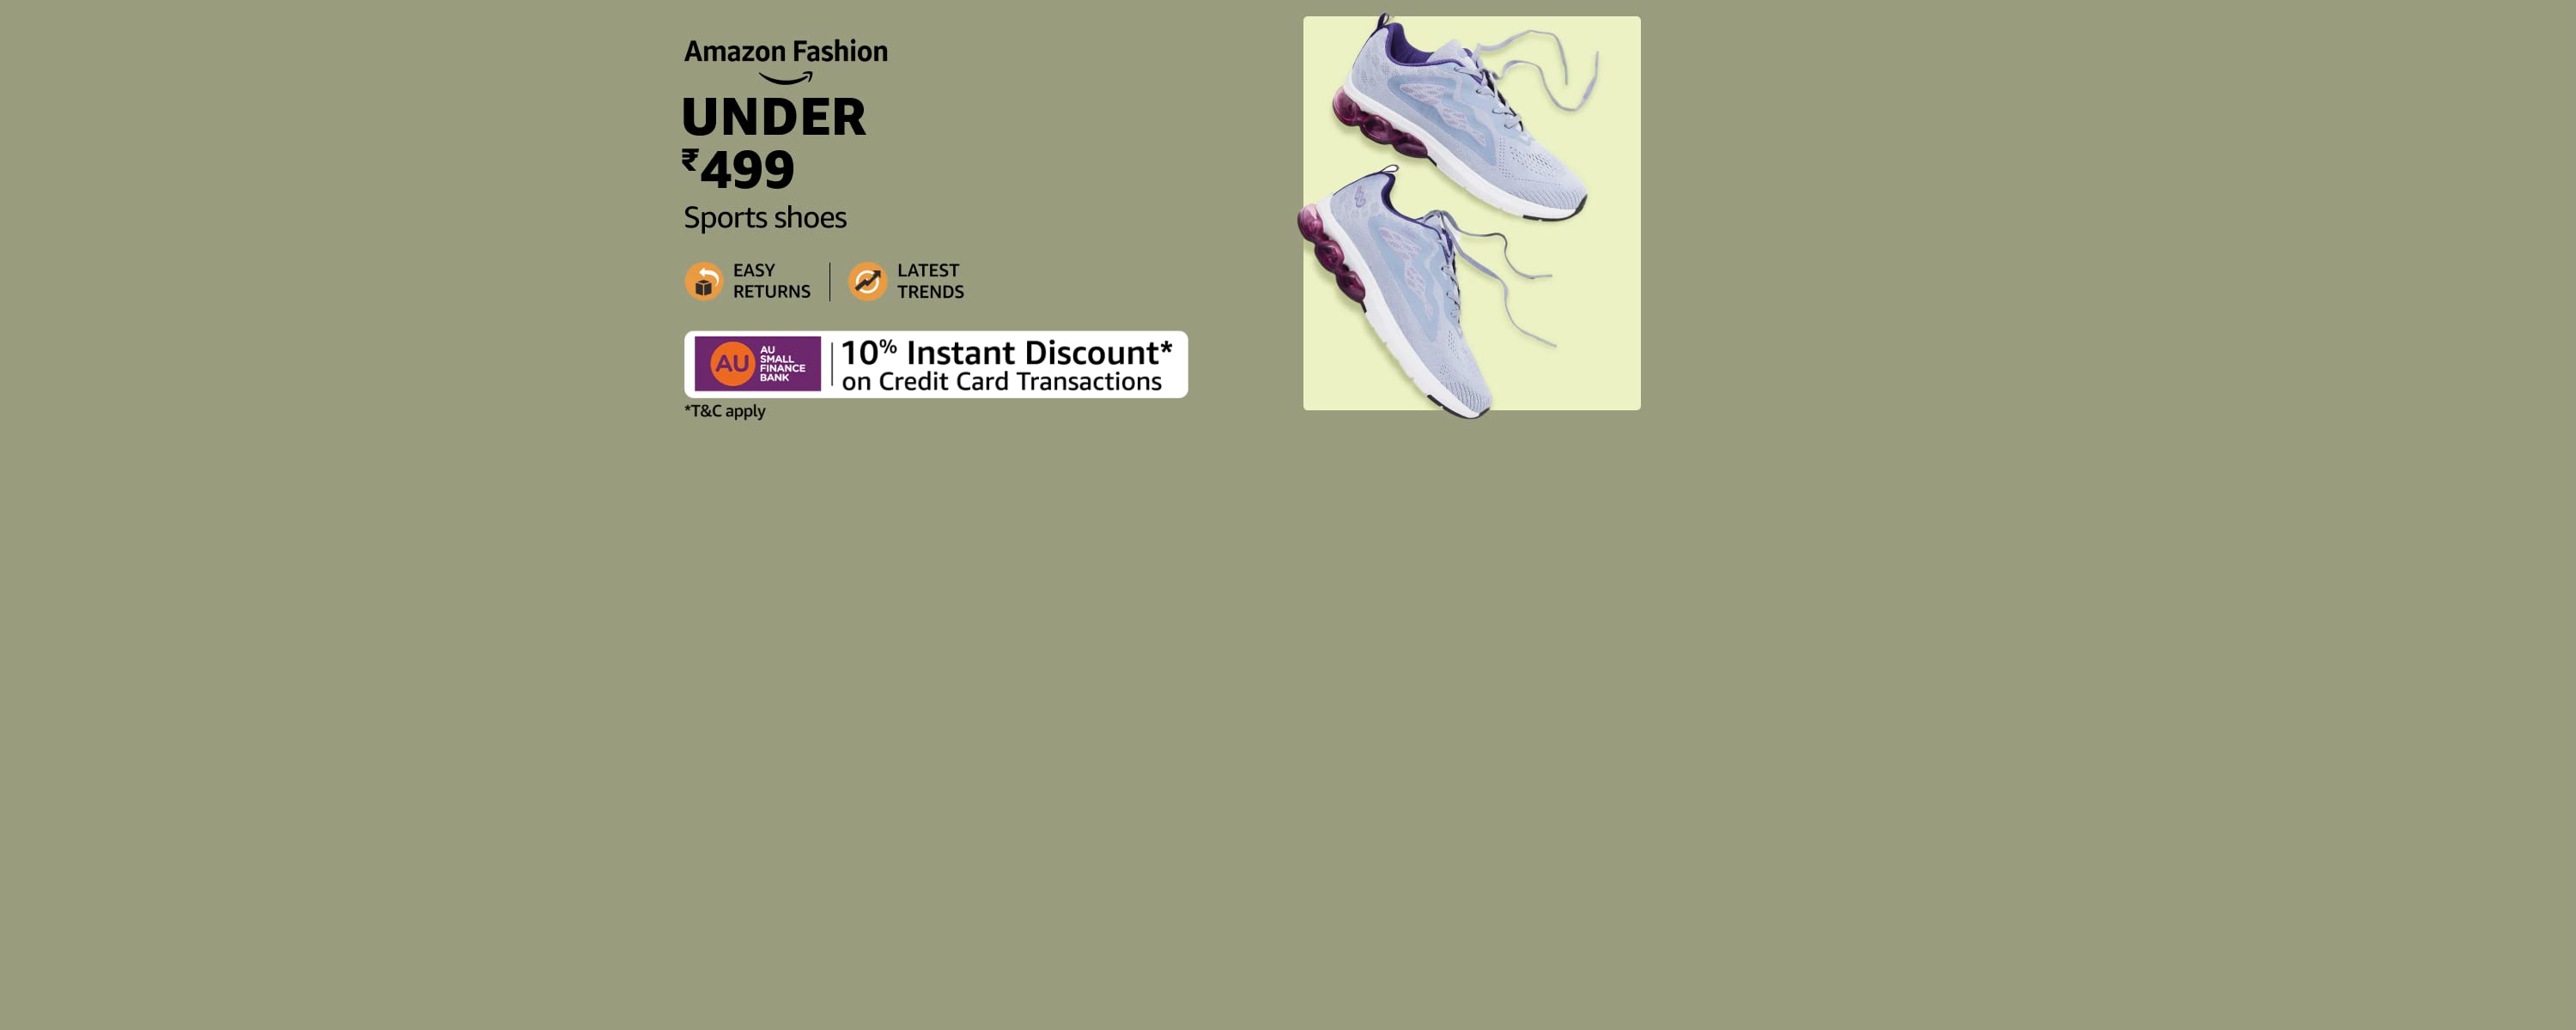 Amazon Fashion
UNDER
₹499
Sports shoes
EASY
RETURNS
LATEST
TRENDS
AU
AU
SMALL
FINANCE
BANK
10% Instant Discount*
on Credit Card Transactions
*T&C apply